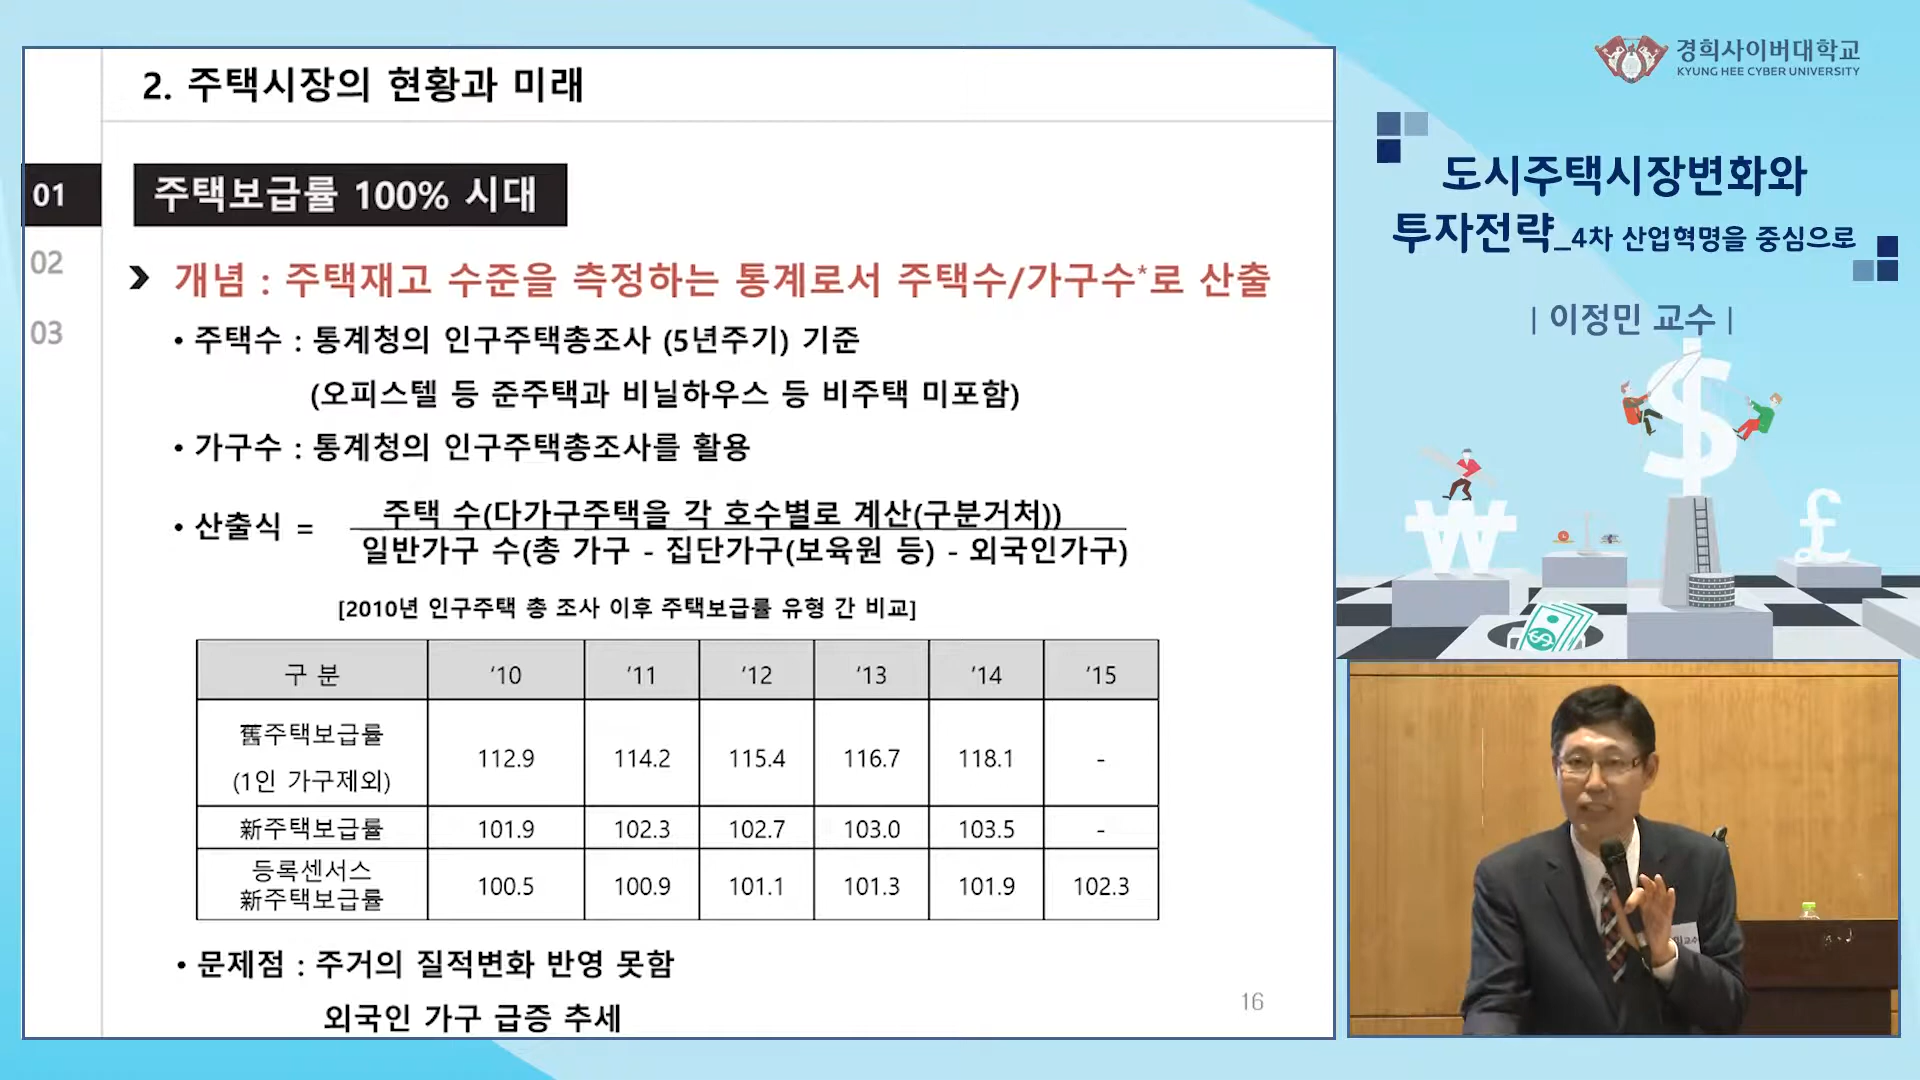 2. 주택시장의 현황과 미래
01
02
03
주택보급률 100% 시대
개념 : 주택재고 수준을 측정하는 통계로서 주택수/가구수*로 산출
• 주택수 : 통계청의 인구주택총조사 (5년주기) 기준
(오피스텔 등 준주택과 비닐하우스 등 비주택 미포함)
• 가구수 : 통계청의 인구주택총조사를 활용
• 산출식 =
주택 수(다가구주택을 각 호수별로 계산(구분거처))
일반가구 수(총 가구 - 집단가구(보육원 등) - 외국인가구)
[2010년 인구주택 총 조사 이후 주택보급률 유형 간 비교]
구 분 ‘10 ’11 ’12 ’13 ’14 ’15
舊주택보급률
(1인 가구제외)
112.9 114.2 115.4 116.7 118.1 -
新주택보급률 101.9 102.3 102.7 103.0 103.5 -
등록센서스
新주택보급률
100.5 100.9 101.1 101.3 101.9 102.3
• 문제점 : 주거의 질적변화 반영 못함
외국인 가구 급증 추세
16
경희사이버대학교
KYUNG HEE CYBER UNIVERSITY
도시주택시장변화와
투자전략_4차 산업혁명을 중심으로
| 이정민 교수 |